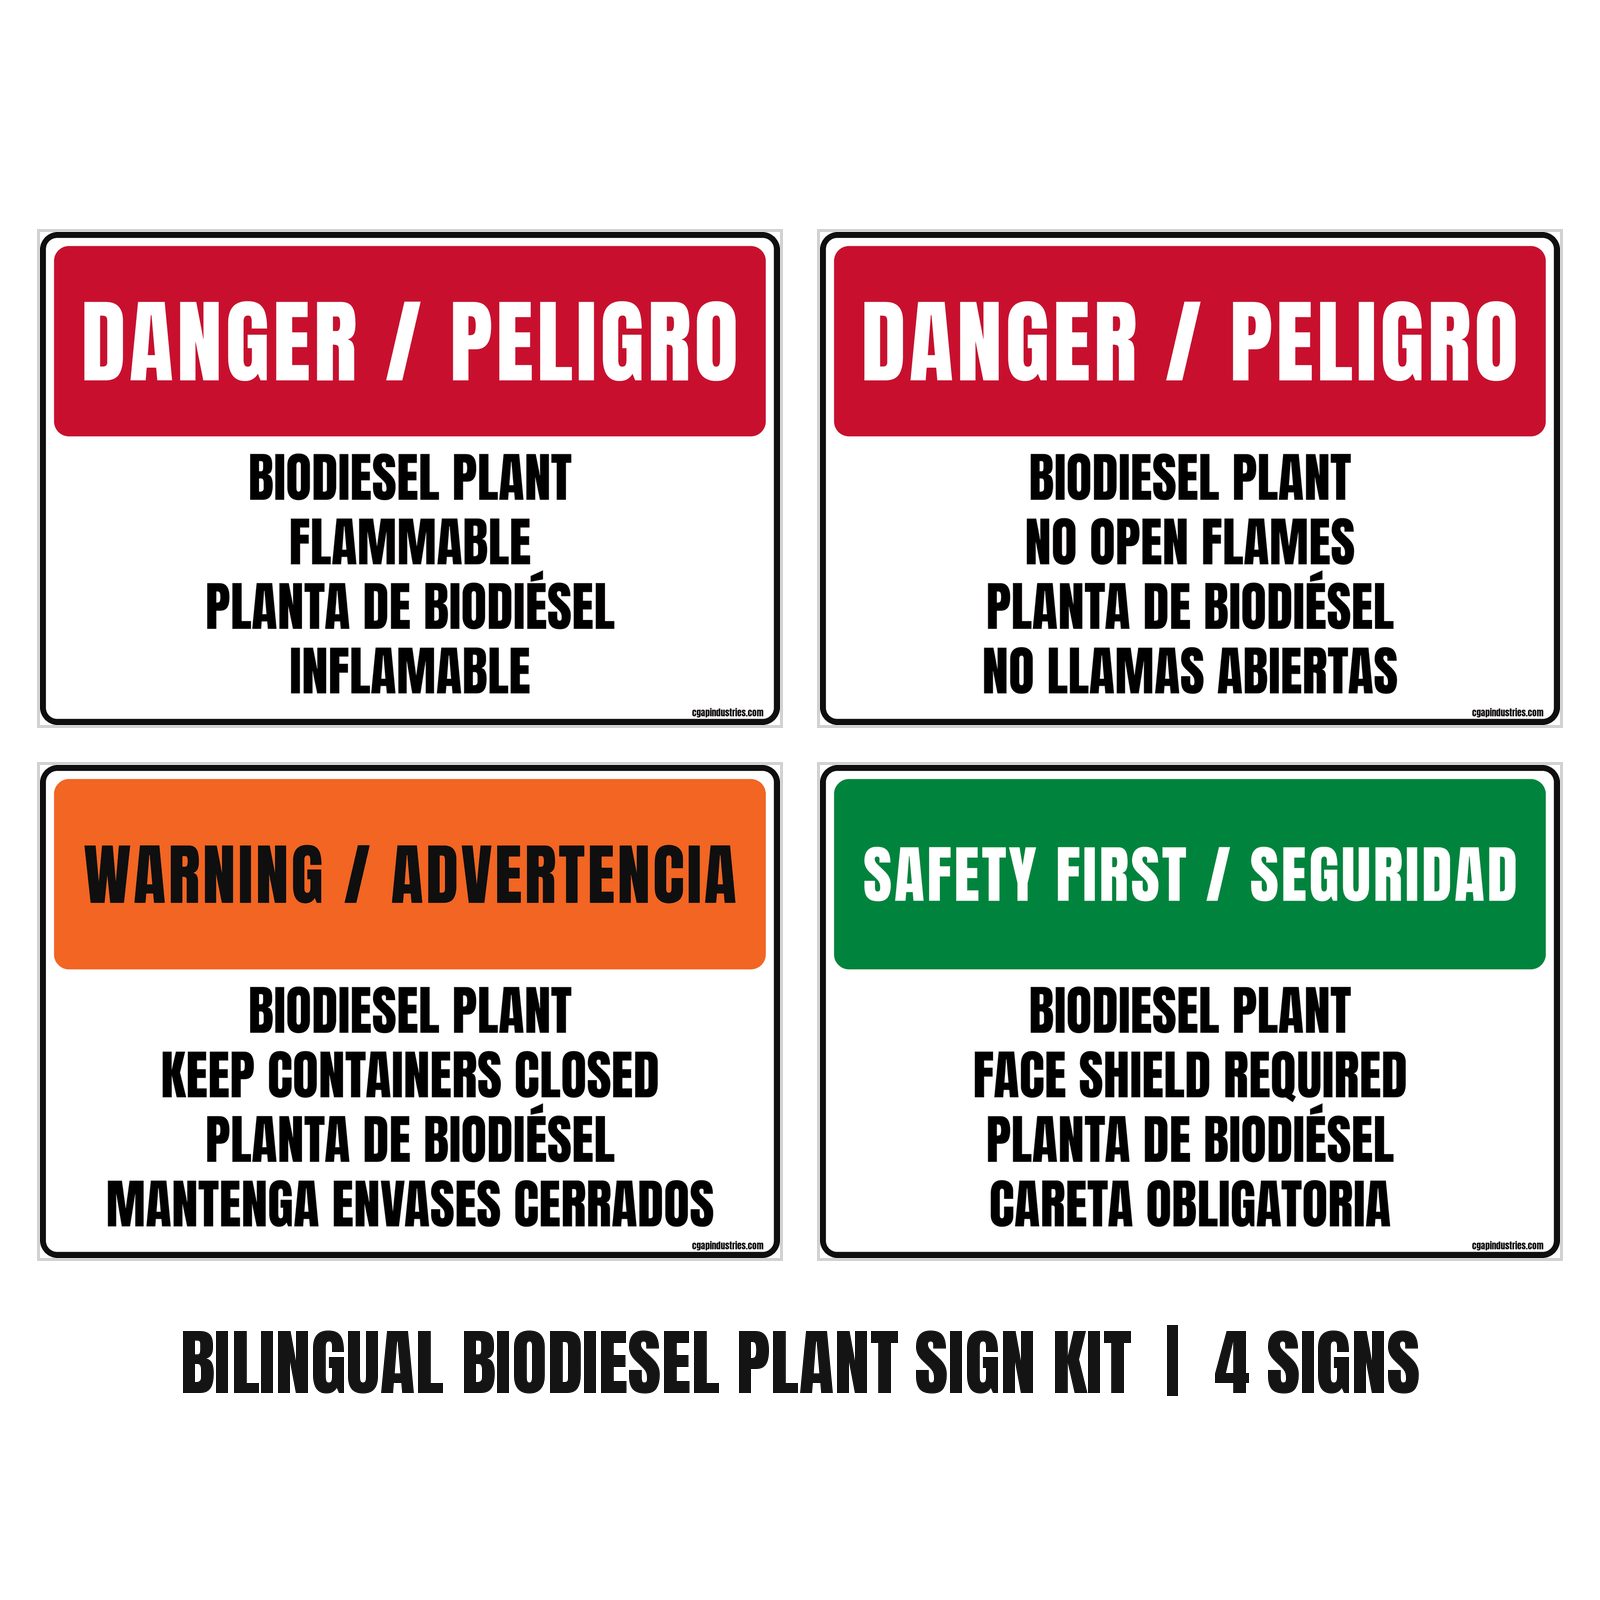 DANGER / PELIGRO
BIODIESEL PLANT
FLAMMABLE
PLANTA DE BIODIÉSEL
INFLAMABLE
cgapindustries.com
DANGER / PELIGRO
BIODIESEL PLANT
NO OPEN FLAMES
PLANTA DE BIODIÉSEL
NO LLAMAS ABIERTAS
cgapindustries.com
WARNING / ADVERTENCIA
BIODIESEL PLANT
KEEP CONTAINERS CLOSED
PLANTA DE BIODIÉSEL
MANTENGA ENVASES CERRADOS
cgapindustries.com
SAFETY FIRST / SEGURIDAD
BIODIESEL PLANT
FACE SHIELD REQUIRED
PLANTA DE BIODIÉSEL
CARETA OBLIGATORIA
cgapindustries.com
BILINGUAL BIODIESEL PLANT SIGN KIT | 4 SIGNS